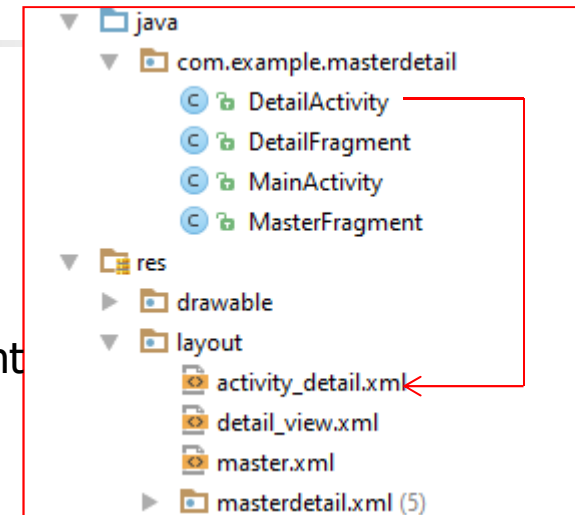 java
com.example.masterdetail
DetailActivity
DetailFragment
MainActivity
MasterFragment
res
drawable
layout
nt
activity_detail.xml
detail_view.xml
master.xml
masterdetail.xml (5)